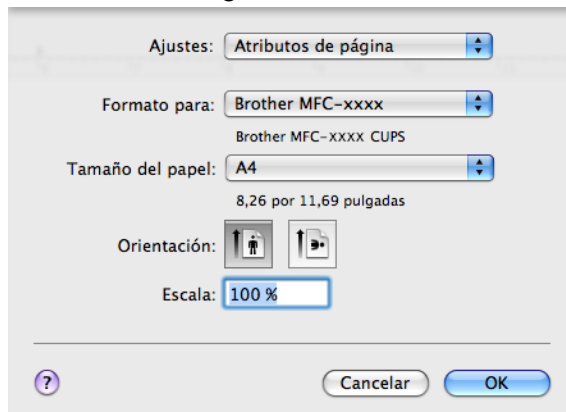 Ajustes: Atributos de página
Formato para: Brother MFC-xxxx
Brother MFC-XXXX CUPS
Tamaño del papel: A4
8,26 por 11,69 pulgadas
Orientación:
Escala: 100 %
? Cancelar OK